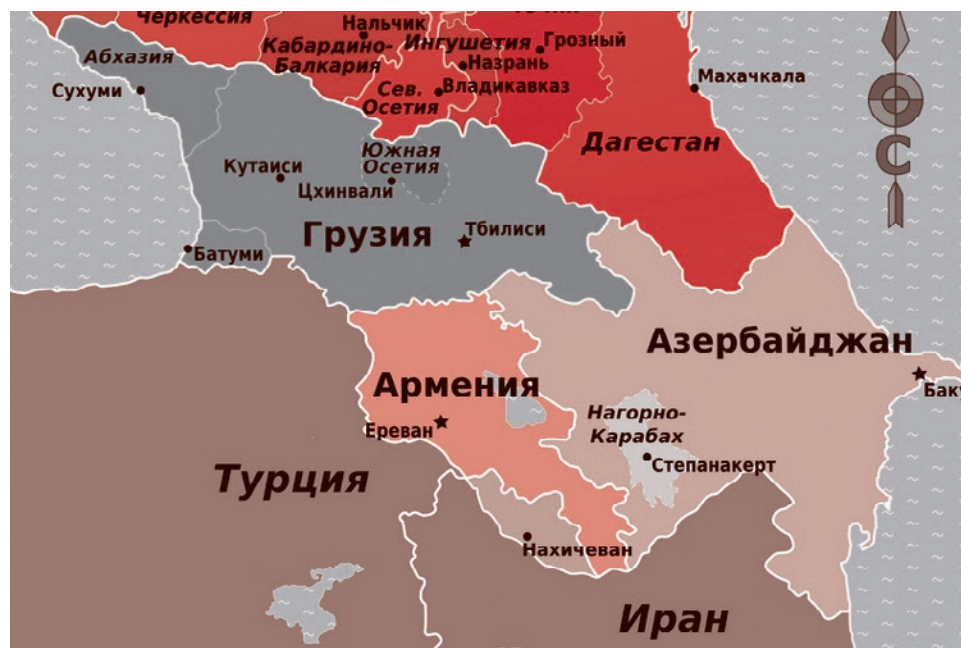 Черкессия
Нальчик
Кабардино-
Балкария
Ингушетия
Грозный
Назрань
Владикавказ
Сев.
Осетия
Махачкала
Дагестан
Абхазия
Сухуми
Южная
Осетия
Кутаиси
Цхинвали
Грузия
Тбилиси
Батуми
С
Азербайджан
Баку
Армения
Ереван
Нагорно-
Карабах
Степанакерт
Турция
Нахичеван
Иран